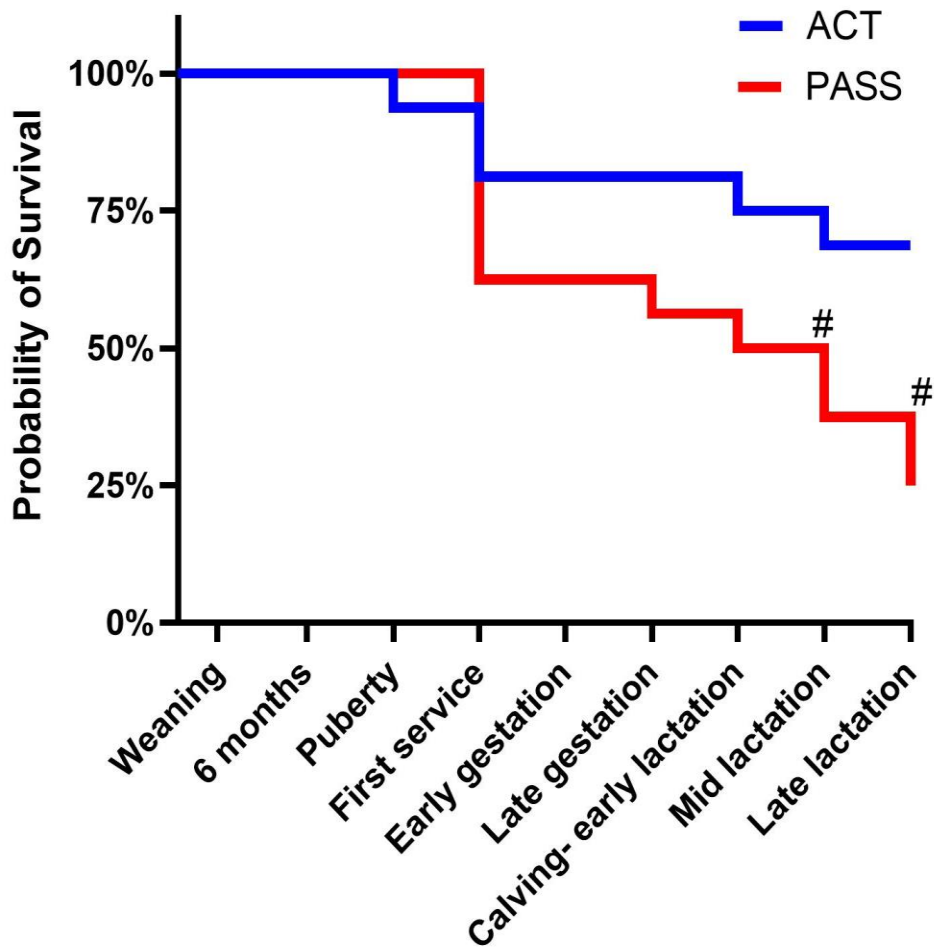 ACT
PASS
Probability of Survival
100%
75%
50%
25%
0%
#
#
Weaning
6 months
Puberty
First service
Early gestation
Late gestation
Calving- early lactation
Mid lactation
Late lactation